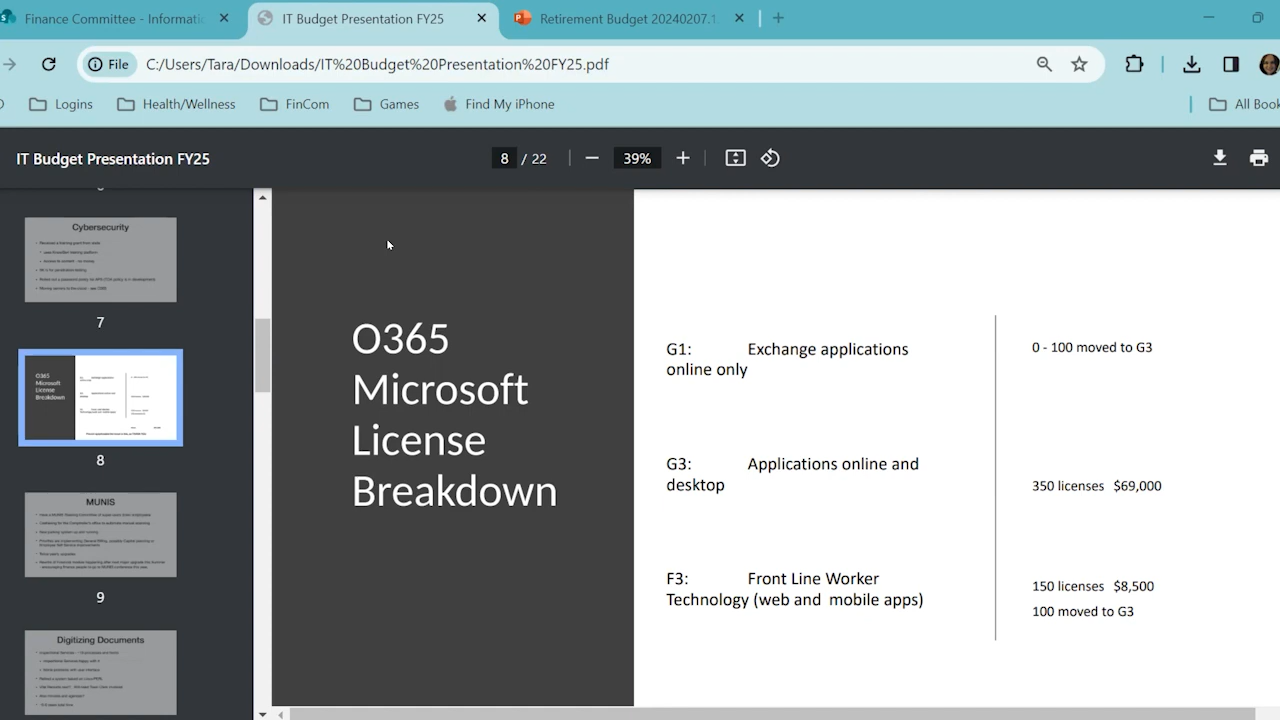 Finance Committee - Informati
IT Budget Presentation FY25
Retirement Budget 20240207.1
File
C:/Users/Tara/Downloads/IT%20Budget%20Presentation%20FY25.pdf
Logins
Health/Wellness
FinCom
Games
Find My iPhone
All Book
IT Budget Presentation FY25
8 / 22
39%
Cybersecurity
7
O365
Microsoft
License
Breakdown
8
MUNIS
9
Digitizing Documents
O365
Microsoft
License
Breakdown
G1: Exchange applications
online only
0 - 100 moved to G3
G3: Applications online and
desktop
350 licenses $69,000
F3: Front Line Worker
Technology (web and mobile apps)
150 licenses $8,500
100 moved to G3